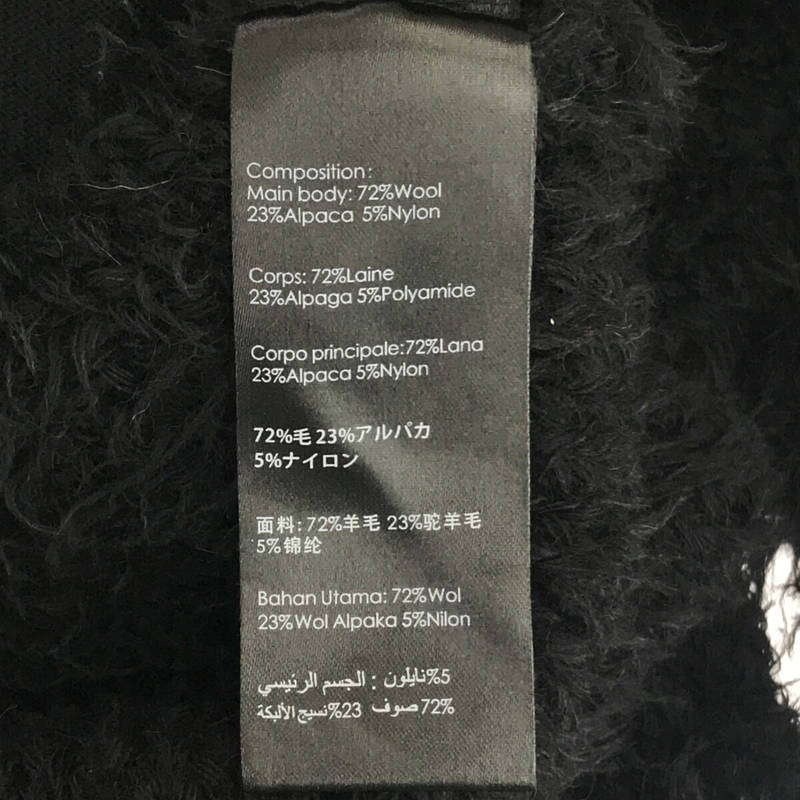 Composition:
Main body: 72%Wool
23%Alpaca 5%Nylon
Corps: 72%Laine
23%Alpaga 5%Polyamide
Corpo principale:72%Lana
23%Alpaca 5%Nylon
72%毛 23%アルパカ
5%ナイロン
面料: 72%羊毛 23%驼羊毛
5%锦纶
Bahan Utama: 72%Wol
23%Wol Alpaka 5%Nilon
الجسم الرئيسي : نايلون%5
72%صوف 23%نسيج الألبكة